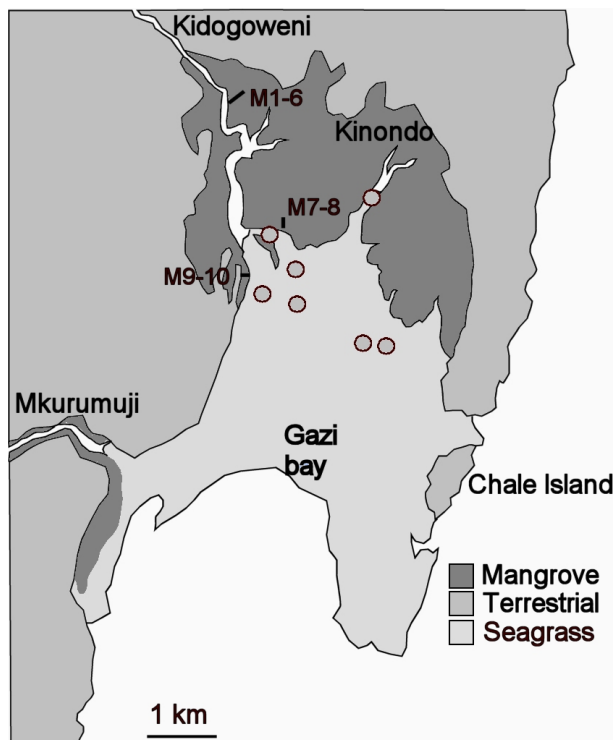 Kidogoweni
M1-6
Kinondo
M7-8
M9-10
Mkurumuji
Gazi
bay
Chale Island
Mangrove
Terrestrial
Seagrass
1 km